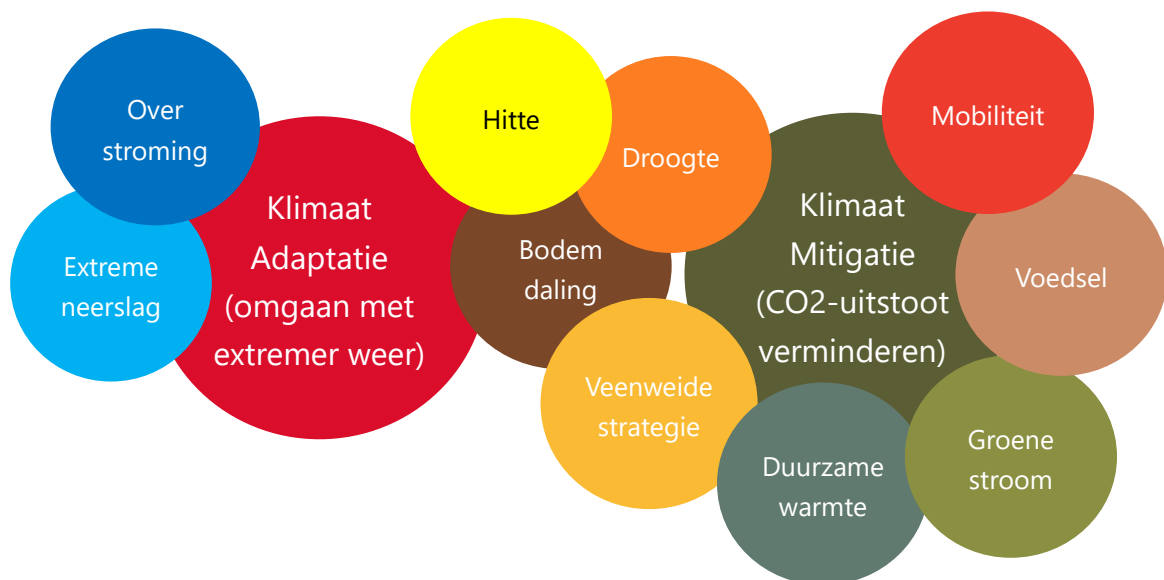 Over
stroming
Extreme
neerslag
Klimaat
Adaptatie
(omgaan met
extremer weer)
Hitte
Droogte
Bodem
daling
Veenweide
strategie
Klimaat
Mitigatie
(CO2-uitstoot
verminderen)
Mobiliteit
Voedsel
Groene
stroom
Duurzame
warmte